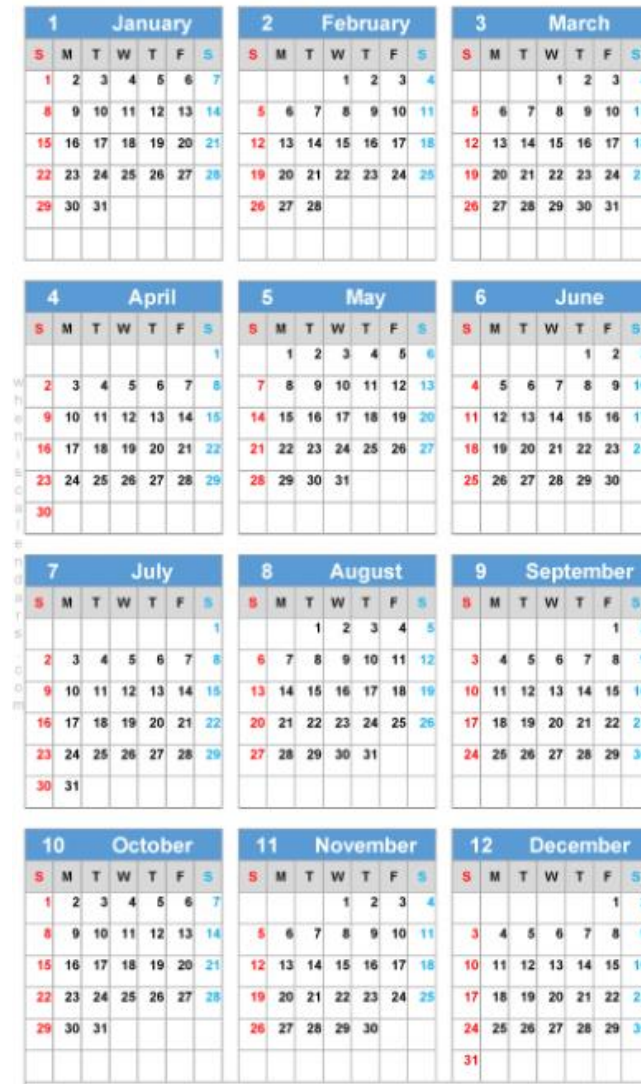 1 January
S M T W T F S
1 2 3 4 5 6 7
8 9 10 11 12 13 14
15 16 17 18 19 20 21
22 23 24 25 26 27 28
29 30 31
2 February
S M T W T F S
1 2 3 4
5 6 7 8 9 10 11
12 13 14 15 16 17 18
19 20 21 22 23 24 25
26 27 28
3 March
S M T W T F S
1 2 3
5 6 7 8 9 10
12 13 14 15 16 17
19 20 21 22 23 24
26 27 28 29 30 31
4 April
S M T W T F S
1
2 3 4 5 6 7 8
9 10 11 12 13 14 15
16 17 18 19 20 21 22
23 24 25 26 27 28 29
30
5 May
S M T W T F S
1 2 3 4 5 6
7 8 9 10 11 12 13
14 15 16 17 18 19 20
21 22 23 24 25 26 27
28 29 30 31
6 June
S M T W T F S
1 2
4 5 6 7 8 9 10
11 12 13 14 15 16
18 19 20 21 22 23
25 26 27 28 29 30
7 July
S M T W T F S
1
2 3 4 5 6 7 8
9 10 11 12 13 14 15
16 17 18 19 20 21 22
23 24 25 26 27 28 29
30 31
8 August
S M T W T F S
1 2 3 4 5
6 7 8 9 10 11 12
13 14 15 16 17 18 19
20 21 22 23 24 25 26
27 28 29 30 31
9 September
S M T W T F S
1
3 4 5 6 7 8
10 11 12 13 14 15
17 18 19 20 21 22
24 25 26 27 28 29
10 October
S M T W T F S
1 2 3 4 5 6 7
8 9 10 11 12 13 14
15 16 17 18 19 20 21
22 23 24 25 26 27 28
29 30 31
11 November
S M T W T F S
1 2 3 4
5 6 7 8 9 10 11
12 13 14 15 16 17 18
19 20 21 22 23 24 25
26 27 28 29 30
12 December
S M T W T F S
1
3 4 5 6 7 8
10 11 12 13 14 15
17 18 19 20 21 22
24 25 26 27 28 29
31
wheniscalendars.com